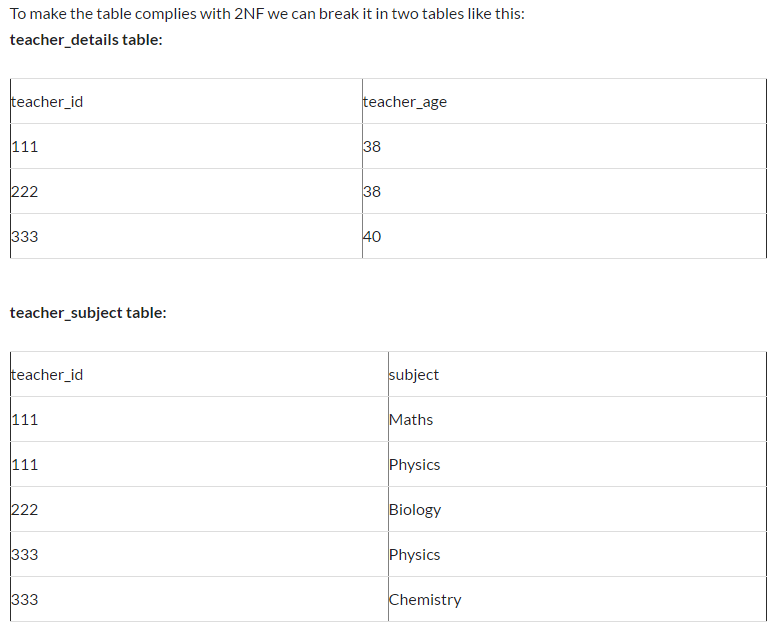 To make the table complies with 2NF we can break it in two tables like this:
teacher_details table:
teacher_id teacher_age
111 38
222 38
333 40
teacher_subject table:
teacher_id subject
111 Maths
111 Physics
222 Biology
333 Physics
333 Chemistry